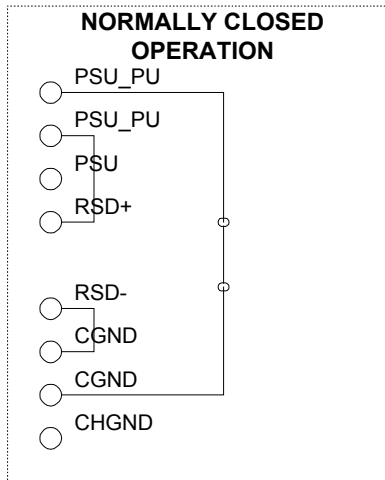 NORMALLY CLOSED
OPERATION
PSU_PU
PSU_PU
PSU
RSD+
RSD-
CGND
CGND
CHGND